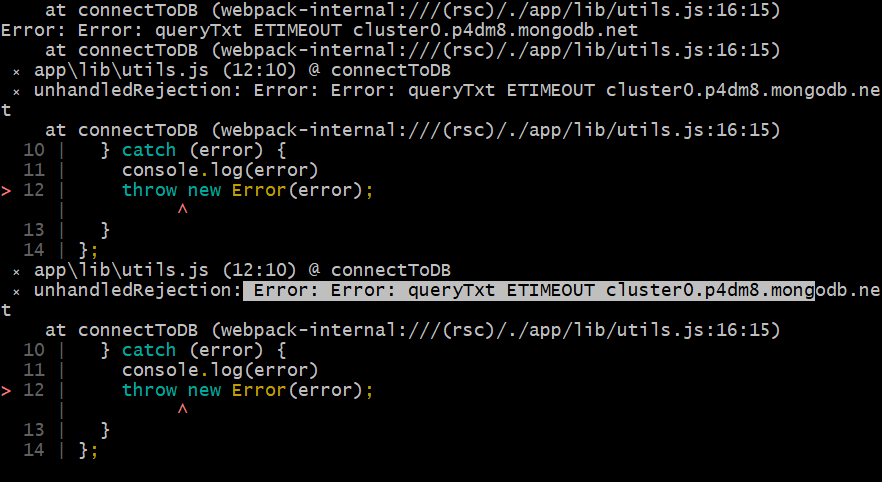 at connectToDB (webpack-internal:///(rsc)/./app/lib/utils.js:16:15)
Error: Error: queryTxt ETIMEOUT cluster0.p4dm8.mongodb.net
at connectToDB (webpack-internal:///(rsc)/./app/lib/utils.js:16:15)
× app\lib\utils.js (12:10) @ connectToDB
× unhandledRejection: Error: Error: queryTxt ETIMEOUT cluster0.p4dm8.mongodb.ne
t
at connectToDB (webpack-internal:///(rsc)/./app/lib/utils.js:16:15)
10 |   } catch (error) {
11 |     console.log(error)
> 12 |     throw new Error(error);
|          ^
13 |   }
14 | };
× app\lib\utils.js (12:10) @ connectToDB
× unhandledRejection: Error: Error: queryTxt ETIMEOUT cluster0.p4dm8.mongodb.ne
t
at connectToDB (webpack-internal:///(rsc)/./app/lib/utils.js:16:15)
10 |   } catch (error) {
11 |     console.log(error)
> 12 |     throw new Error(error);
|          ^
13 |   }
14 | };